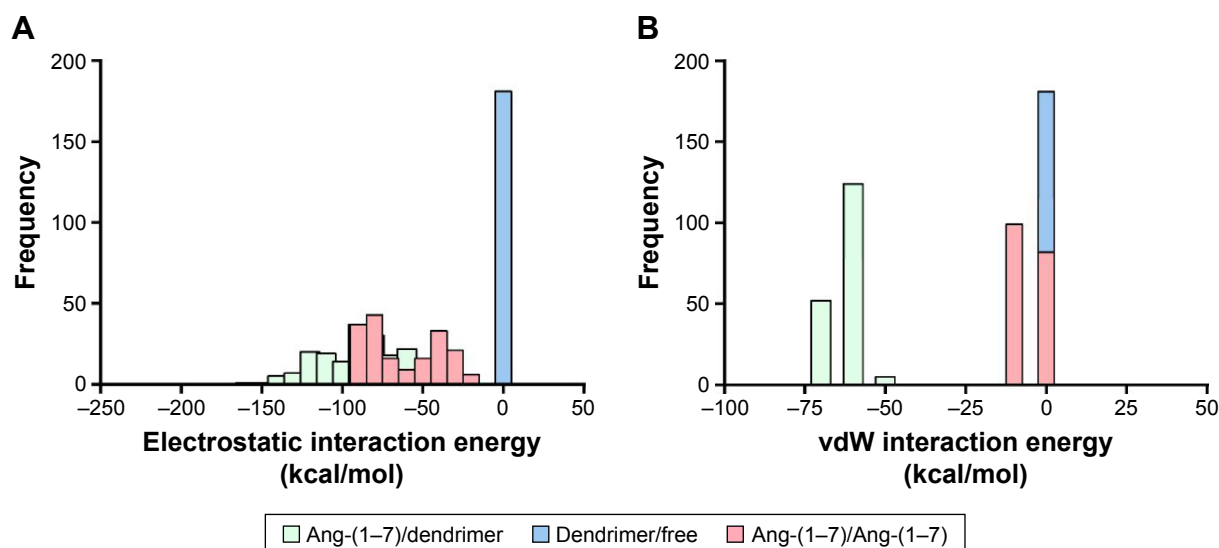 A
B
200
150
100
50
0
Frequency
–250
–200
–150
–100
–50
0
50
Electrostatic interaction energy
(kcal/mol)
200
150
100
50
0
Frequency
–100
–75
–50
–25
0
25
50
vdW interaction energy
(kcal/mol)
Ang-(1–7)/dendrimer
Dendrimer/free
Ang-(1–7)/Ang-(1–7)